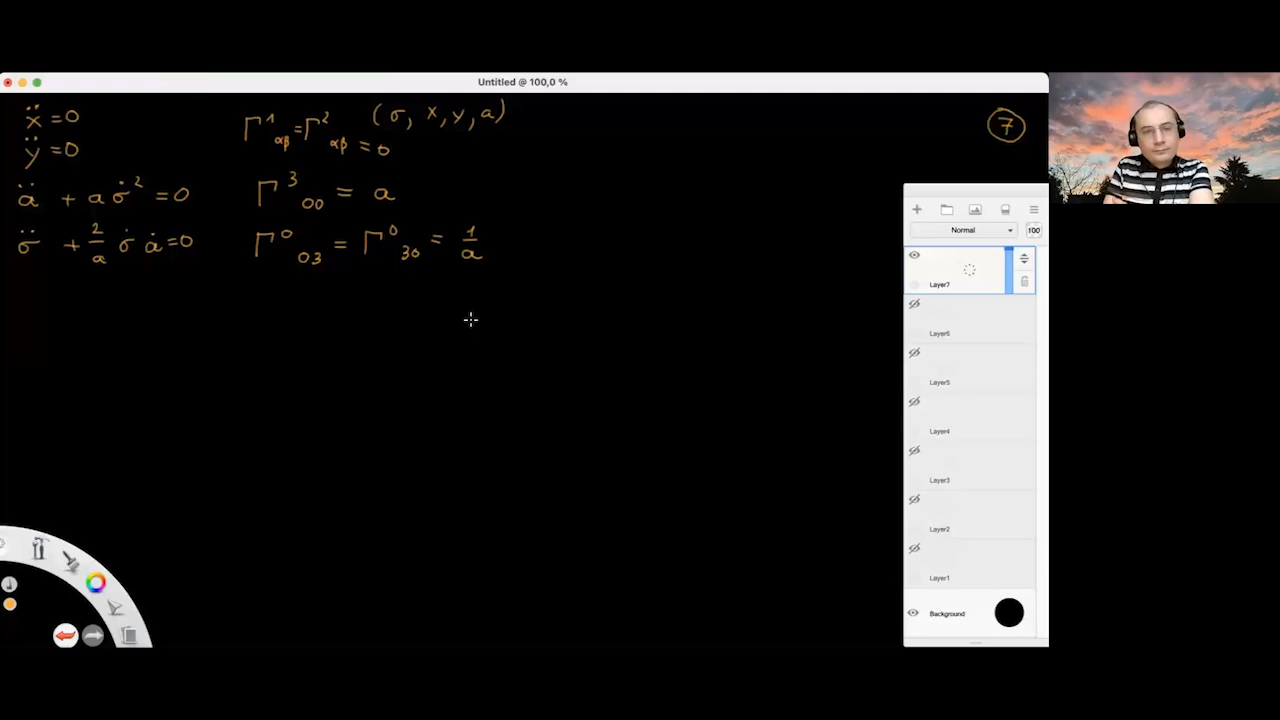 Untitled @ 100,0 %
ẍ = 0
Γ¹αβ = Γ²αβ = 0
(σ, x, y, a)
7
ÿ = 0
ä + a σ̇² = 0
Γ³₀₀ = a
σ̈ + 2/a σ̇ ȧ = 0
Γ⁰₀₃ = Γ⁰₃₀ = 1/a
Normal
100
Layer7
Layer6
Layer5
Layer4
Layer3
Layer2
Layer1
Background